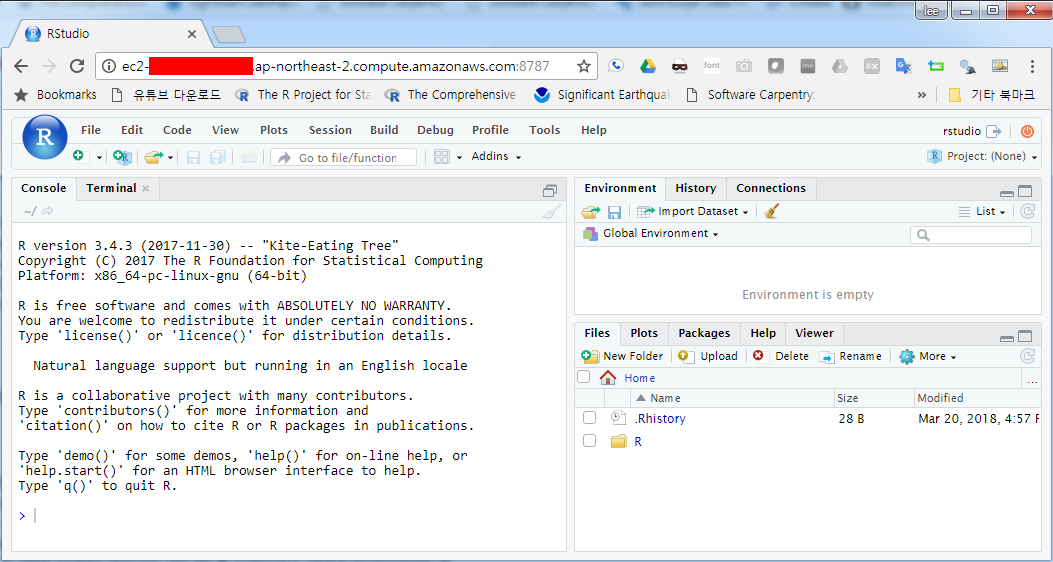 lee
RStudio
ec2- .ap-northeast-2.compute.amazonaws.com:8787
font
Bookmarks 유튜브 다운로드 The R Project for Sta The Comprehensive Significant Earthqua Software Carpentry: » 기타 북마크
R File Edit Code View Plots Session Build Debug Profile Tools Help rstudio
Go to file/function Addins Project: (None)
Console Terminal
~/
R version 3.4.3 (2017-11-30) -- "Kite-Eating Tree"
Copyright (C) 2017 The R Foundation for Statistical Computing
Platform: x86_64-pc-linux-gnu (64-bit)
R is free software and comes with ABSOLUTELY NO WARRANTY.
You are welcome to redistribute it under certain conditions.
Type 'license()' or 'licence()' for distribution details.
Natural language support but running in an English locale
R is a collaborative project with many contributors.
Type 'contributors()' for more information and
'citation()' on how to cite R or R packages in publications.
Type 'demo()' for some demos, 'help()' for on-line help, or
'help.start()' for an HTML browser interface to help.
Type 'q()' to quit R.
>
Environment History Connections
Import Dataset List
Global Environment
Environment is empty
Files Plots Packages Help Viewer
New Folder Upload Delete Rename More
Home ...
Name Size Modified
.Rhistory 28 B Mar 20, 2018, 4:57 P
R